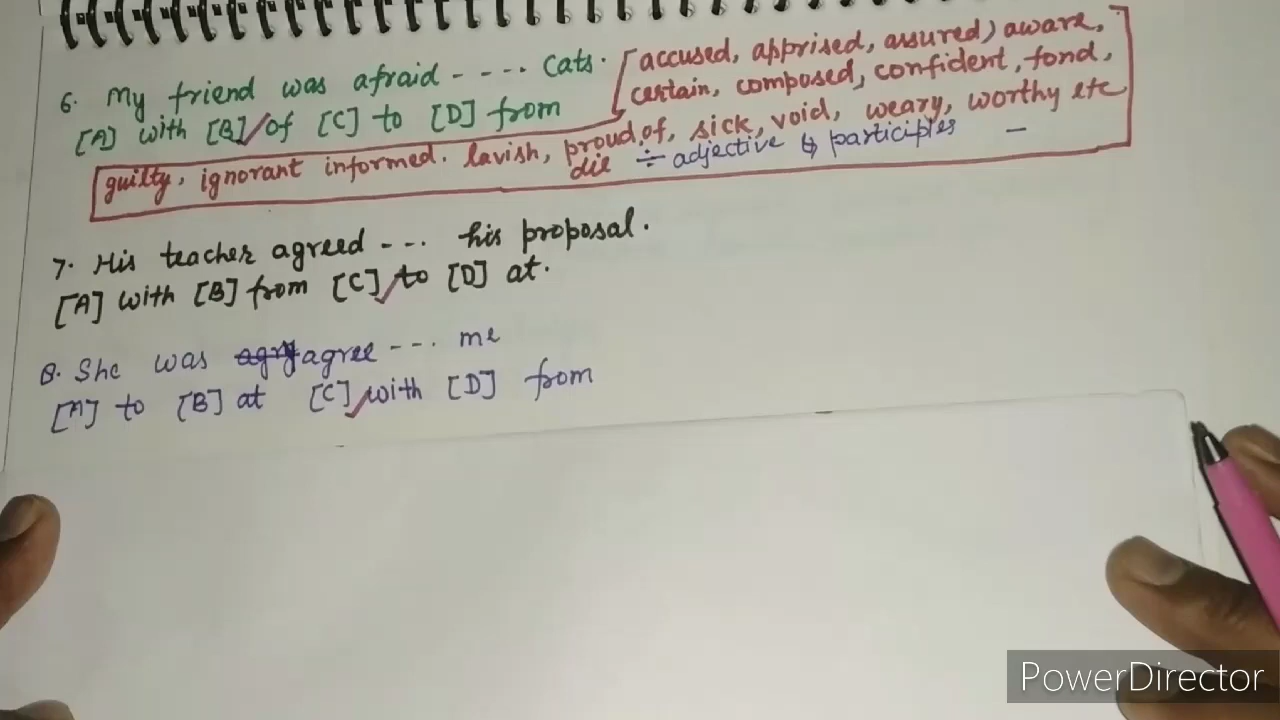 6. My friend was afraid - - - - cats.
[A] with [B] of [C] to [D] from
[accused, apprised, assured) aware,
certain, composed, confident, fond,
guilty, ignorant informed. lavish, proud of, sick, void, weary, worthy etc
die ÷ adjective ↳ participles –
7. His teacher agreed - - - his proposal.
[A] with [B] from [C] to [D] at.
8. She was agree - - - me
[A] to [B] at [C] with [D] from
PowerDirector